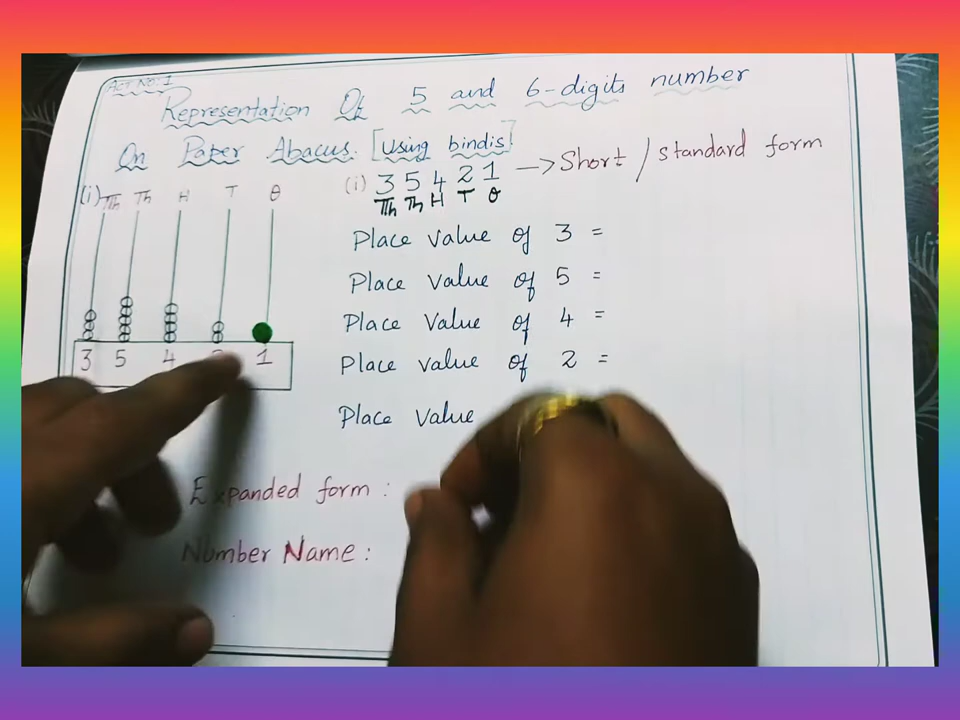 Act No: 1
Representation Of 5 and 6-digits number
On Paper Abacus. [Using bindis]
(i) TTh Th H T O
(i) 3 5 4 2 1 → Short / standard form
TTh Th H T O
Place value of 3 =
Place value of 5 =
Place value of 4 =
Place value of 2 =
3 5 4 1
Place value
Expanded form :
Number Name :